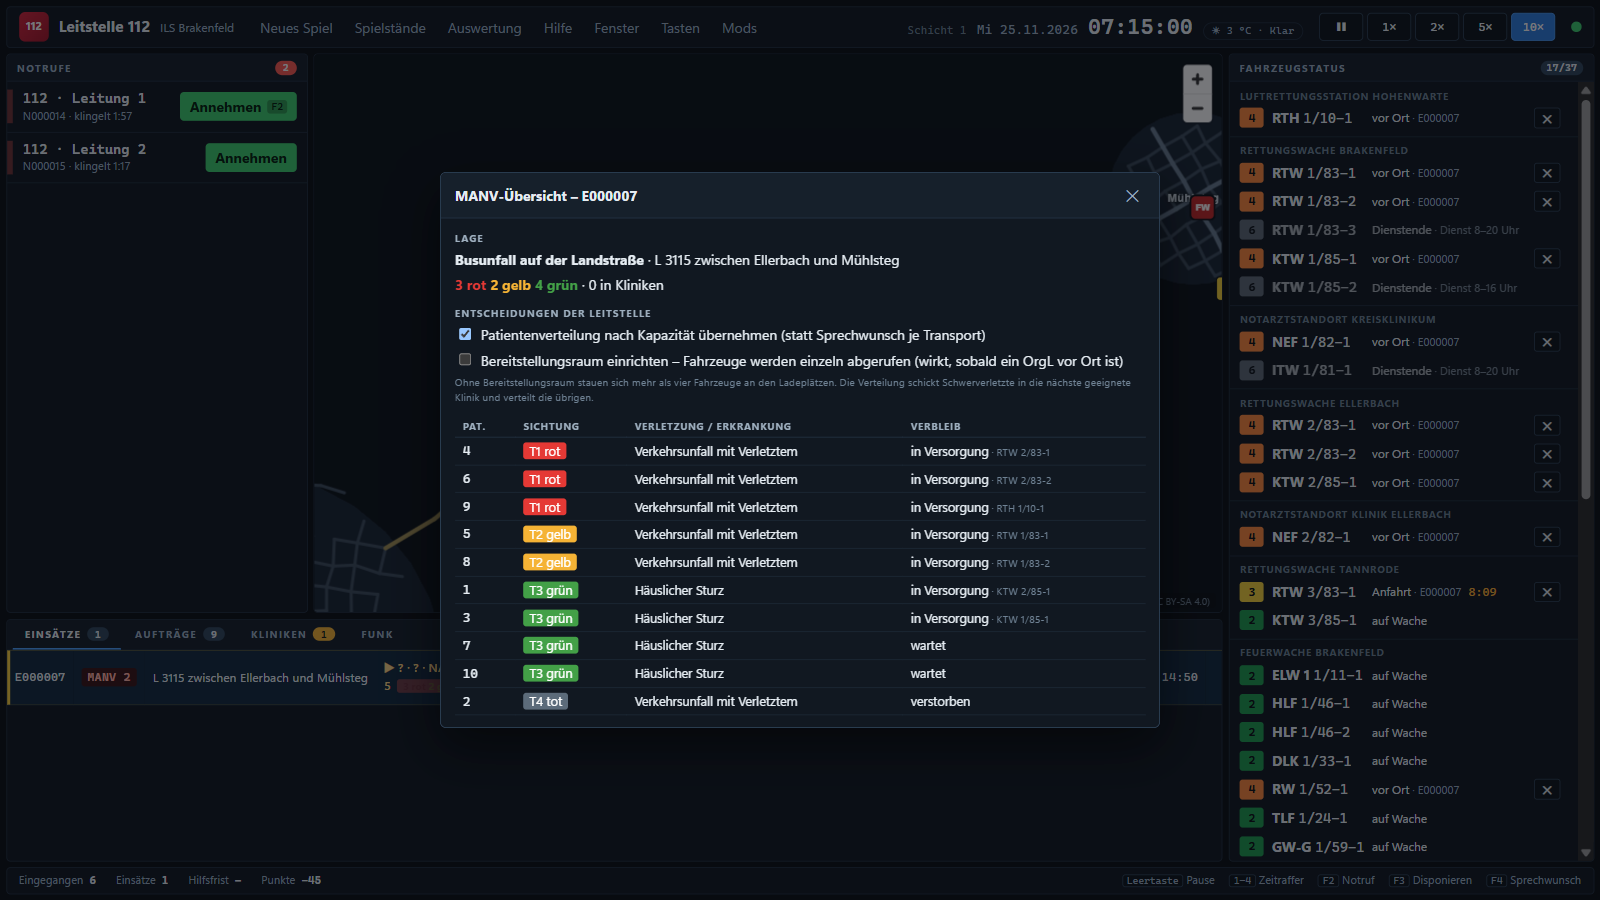 112 Leitstelle 112 ILS Brakenfeld Neues Spiel Spielstände Auswertung Hilfe Fenster Tasten Mods Schicht 1 Mi 25.11.2026 07:15:00 ☀ 3 °C · Klar 1× 2× 5× 10×
NOTRUFE 2
112 · Leitung 1
N000014 · klingelt 1:57
Annehmen F2
112 · Leitung 2
N000015 · klingelt 1:17
Annehmen
+
−
FW
BY-SA 4.0)
MANV-Übersicht – E000007
LAGE
Busunfall auf der Landstraße · L 3115 zwischen Ellerbach und Mühlsteg
3 rot 2 gelb 4 grün · 0 in Kliniken
ENTSCHEIDUNGEN DER LEITSTELLE
Patientenverteilung nach Kapazität übernehmen (statt Sprechwunsch je Transport)
Bereitstellungsraum einrichten – Fahrzeuge werden einzeln abgerufen (wirkt, sobald ein OrgL vor Ort ist)
Ohne Bereitstellungsraum stauen sich mehr als vier Fahrzeuge an den Ladeplätzen. Die Verteilung schickt Schwerverletzte in die nächste geeignete
Klinik und verteilt die übrigen.
PAT. SICHTUNG VERLETZUNG / ERKRANKUNG VERBLEIB
4 T1 rot Verkehrsunfall mit Verletztem in Versorgung · RTW 2/83-1
6 T1 rot Verkehrsunfall mit Verletztem in Versorgung · RTW 2/83-2
9 T1 rot Verkehrsunfall mit Verletztem in Versorgung · RTH 1/10-1
5 T2 gelb Verkehrsunfall mit Verletztem in Versorgung · RTW 1/83-1
8 T2 gelb Verkehrsunfall mit Verletztem in Versorgung · RTW 1/83-2
1 T3 grün Häuslicher Sturz in Versorgung · KTW 2/85-1
3 T3 grün Häuslicher Sturz in Versorgung · KTW 1/85-1
7 T3 grün Häuslicher Sturz wartet
10 T3 grün Häuslicher Sturz wartet
2 T4 tot Verkehrsunfall mit Verletztem verstorben
EINSÄTZE 1 AUFTRÄGE 9 KLINIKEN 1 FUNK
E000007 MANV 2 L 3115 zwischen Ellerbach und Mühlsteg ▶ ? · ? · 14:50
5
FAHRZEUGSTATUS 17/37
LUFTRETTUNGSSTATION HOHENWARTE
4 RTH 1/10-1 vor Ort · E000007 ✕
RETTUNGSWACHE BRAKENFELD
4 RTW 1/83-1 vor Ort · E000007 ✕
4 RTW 1/83-2 vor Ort · E000007 ✕
6 RTW 1/83-3 Dienstende · Dienst 8–20 Uhr
4 KTW 1/85-1 vor Ort · E000007 ✕
6 KTW 1/85-2 Dienstende · Dienst 8–16 Uhr
NOTARZTSTANDORT KREISKLINIKUM
4 NEF 1/82-1 vor Ort · E000007 ✕
6 ITW 1/81-1 Dienstende · Dienst 8–20 Uhr
RETTUNGSWACHE ELLERBACH
4 RTW 2/83-1 vor Ort · E000007 ✕
4 RTW 2/83-2 vor Ort · E000007 ✕
4 KTW 2/85-1 vor Ort · E000007 ✕
NOTARZTSTANDORT KLINIK ELLERBACH
4 NEF 2/82-1 vor Ort · E000007 ✕
RETTUNGSWACHE TANNRODE
3 RTW 3/83-1 Anfahrt · E000007 8:09 ✕
2 KTW 3/85-1 auf Wache
FEUERWACHE BRAKENFELD
2 ELW 1 1/11-1 auf Wache
2 HLF 1/46-1 auf Wache
2 HLF 1/46-2 auf Wache
2 DLK 1/33-1 auf Wache
4 RW 1/52-1 vor Ort · E000007 ✕
2 TLF 1/24-1 auf Wache
2 GW-G 1/59-1 auf Wache
Eingegangen 6 Einsätze 1 Hilfsfrist – Punkte −45 Leertaste Pause 1–4 Zeitraffer F2 Notruf F3 Disponieren F4 Sprechwunsch